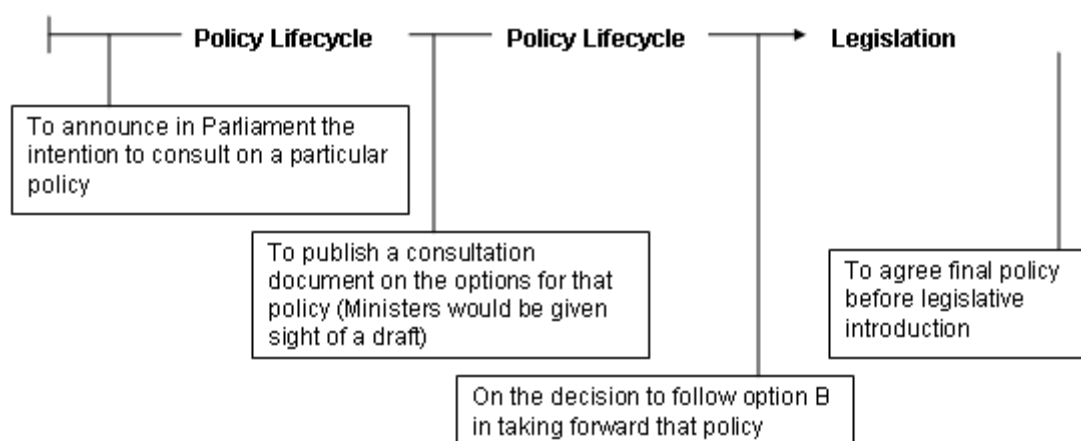 Policy Lifecycle Policy Lifecycle Legislation
To announce in Parliament the
intention to consult on a particular
policy
To publish a consultation
document on the options for that
policy (Ministers would be given
sight of a draft)
To agree final policy
before legislative
introduction
On the decision to follow option B
in taking forward that policy